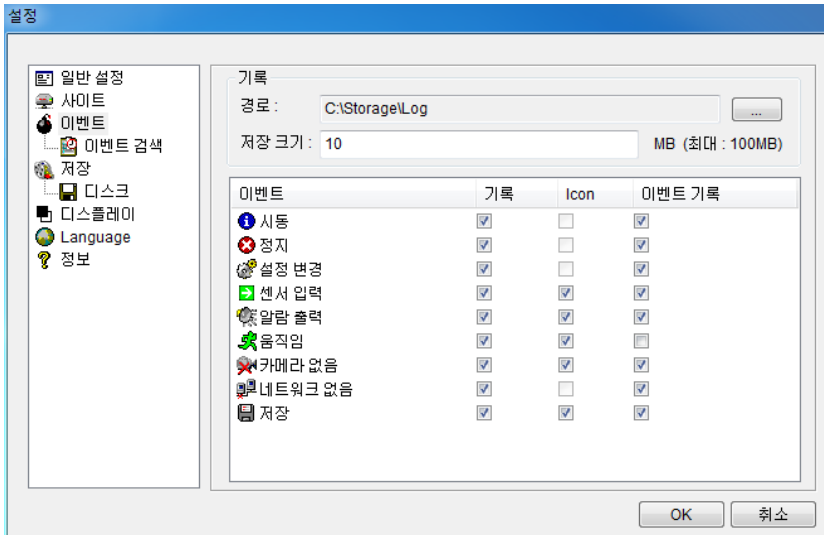 설정
일반 설정
사이트
이벤트
이벤트 검색
저장
디스크
디스플레이
Language
정보
기록
경로 : C:\Storage\Log ...
저장 크기 : 10 MB (최대 : 100MB)
이벤트 기록 Icon 이벤트 기록
시동
정지
설정 변경
센서 입력
알람 출력
움직임
카메라 없음
네트워크 없음
저장
OK 취소